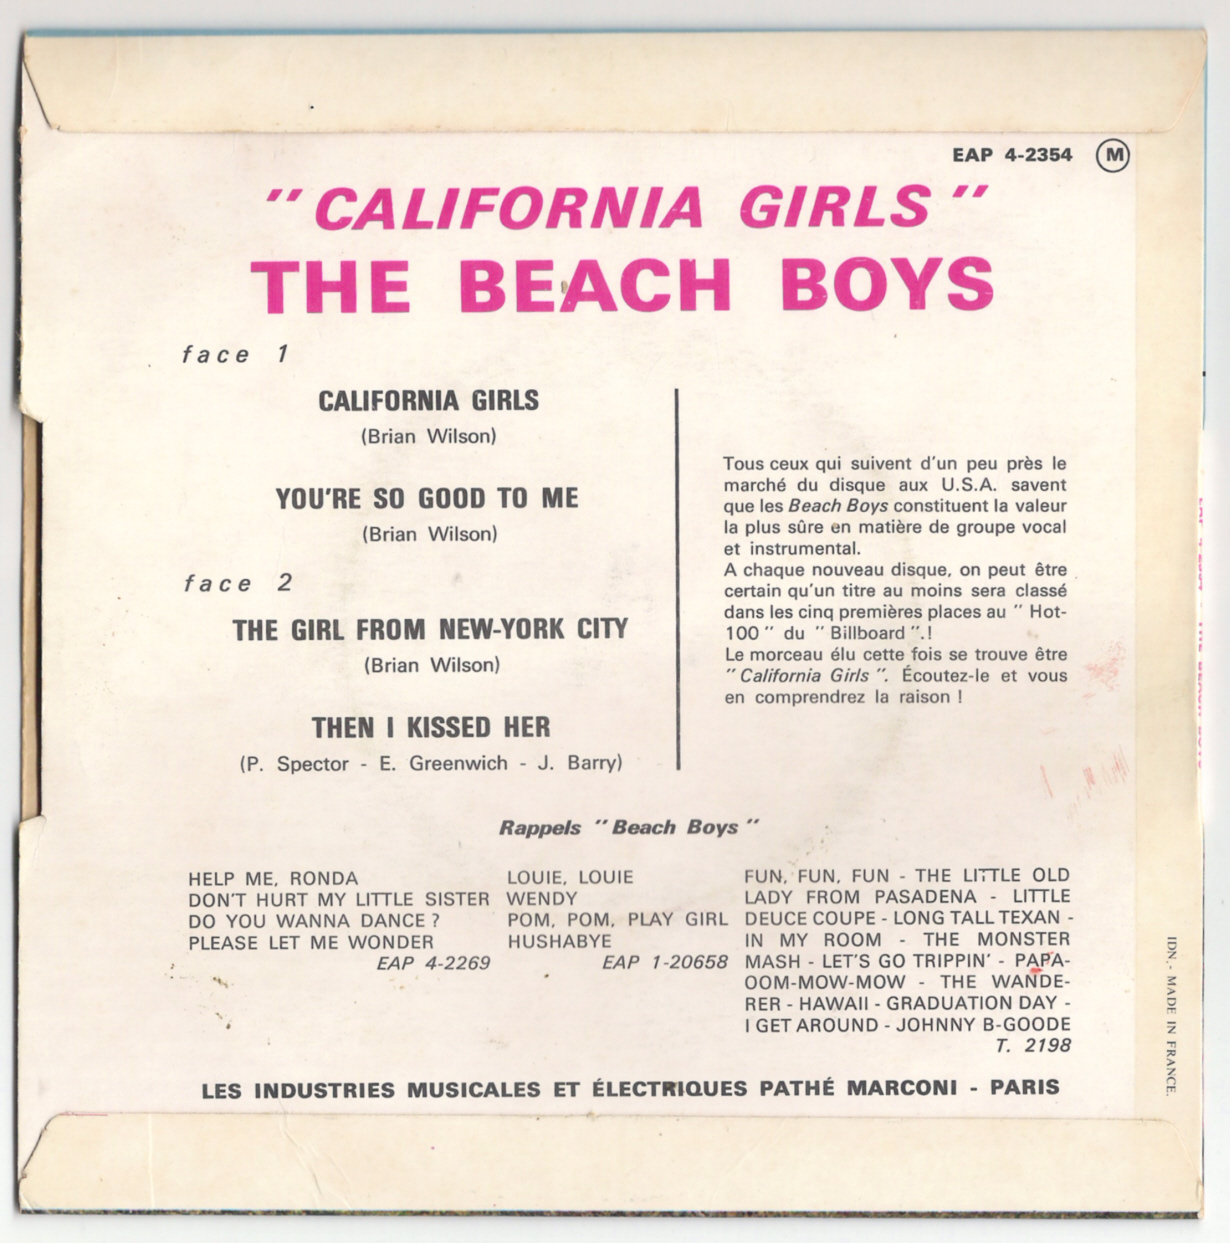 EAP 4-2354 M
" CALIFORNIA GIRLS "
THE BEACH BOYS
face 1
CALIFORNIA GIRLS
(Brian Wilson)
YOU'RE SO GOOD TO ME
(Brian Wilson)
face 2
THE GIRL FROM NEW-YORK CITY
(Brian Wilson)
THEN I KISSED HER
(P. Spector - E. Greenwich - J. Barry)
Tous ceux qui suivent d'un peu près le
marché du disque aux U.S.A. savent
que les Beach Boys constituent la valeur
la plus sûre en matière de groupe vocal
et instrumental.
A chaque nouveau disque, on peut être
certain qu'un titre au moins sera classé
dans les cinq premières places au " Hot-
100 " du " Billboard ".!
Le morceau élu cette fois se trouve être
" California Girls ". Écoutez-le et vous
en comprendrez la raison !
Rappels " Beach Boys "
HELP ME, RONDA
DON'T HURT MY LITTLE SISTER
DO YOU WANNA DANCE ?
PLEASE LET ME WONDER
EAP 4-2269
LOUIE, LOUIE
WENDY
POM, POM, PLAY GIRL
HUSHABYE
EAP 1-20658
FUN, FUN, FUN - THE LITTLE OLD
LADY FROM PASADENA - LITTLE
DEUCE COUPE - LONG TALL TEXAN -
IN MY ROOM - THE MONSTER
MASH - LET'S GO TRIPPIN' - PAPA-
OOM-MOW-MOW - THE WANDE-
RER - HAWAII - GRADUATION DAY -
I GET AROUND - JOHNNY B-GOODE
T. 2198
LES INDUSTRIES MUSICALES ET ÉLECTRIQUES PATHÉ MARCONI - PARIS
IDN.- MADE IN FRANCE.